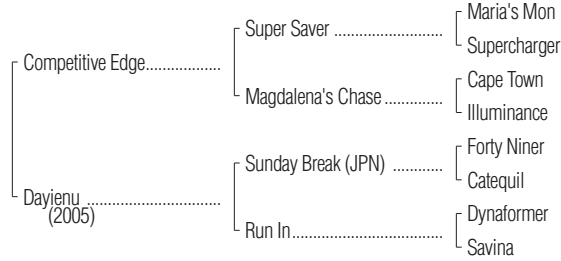 Maria's Mon
Super Saver ..............................
Supercharger
Competitive Edge..................
Cape Town
Magdalena's Chase ................
Illuminance
Forty Niner
Sunday Break (JPN) ..............
Catequil
Dayienu ................................
(2005)
Dynaformer
Run In..........................................
Savina